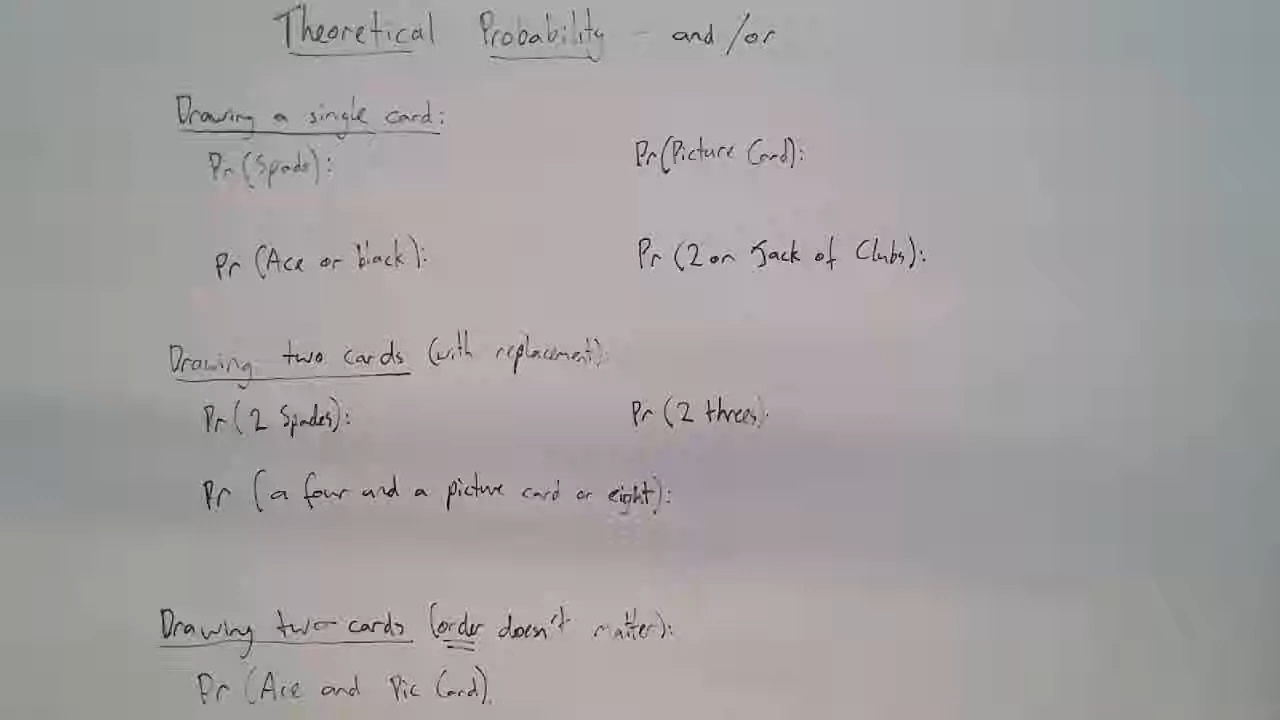 Theoretical Probability - and/or
Drawing a single card:
Pr(Spade): Pr(Picture Card):
Pr (Ace or black): Pr (2 or Jack of Clubs):
Drawing two cards (with replacement)
Pr (2 Spades): Pr (2 threes):
Pr (a four and a picture card or eight):
Drawing two cards (order doesn't matter):
Pr (Ace and Pic Card).